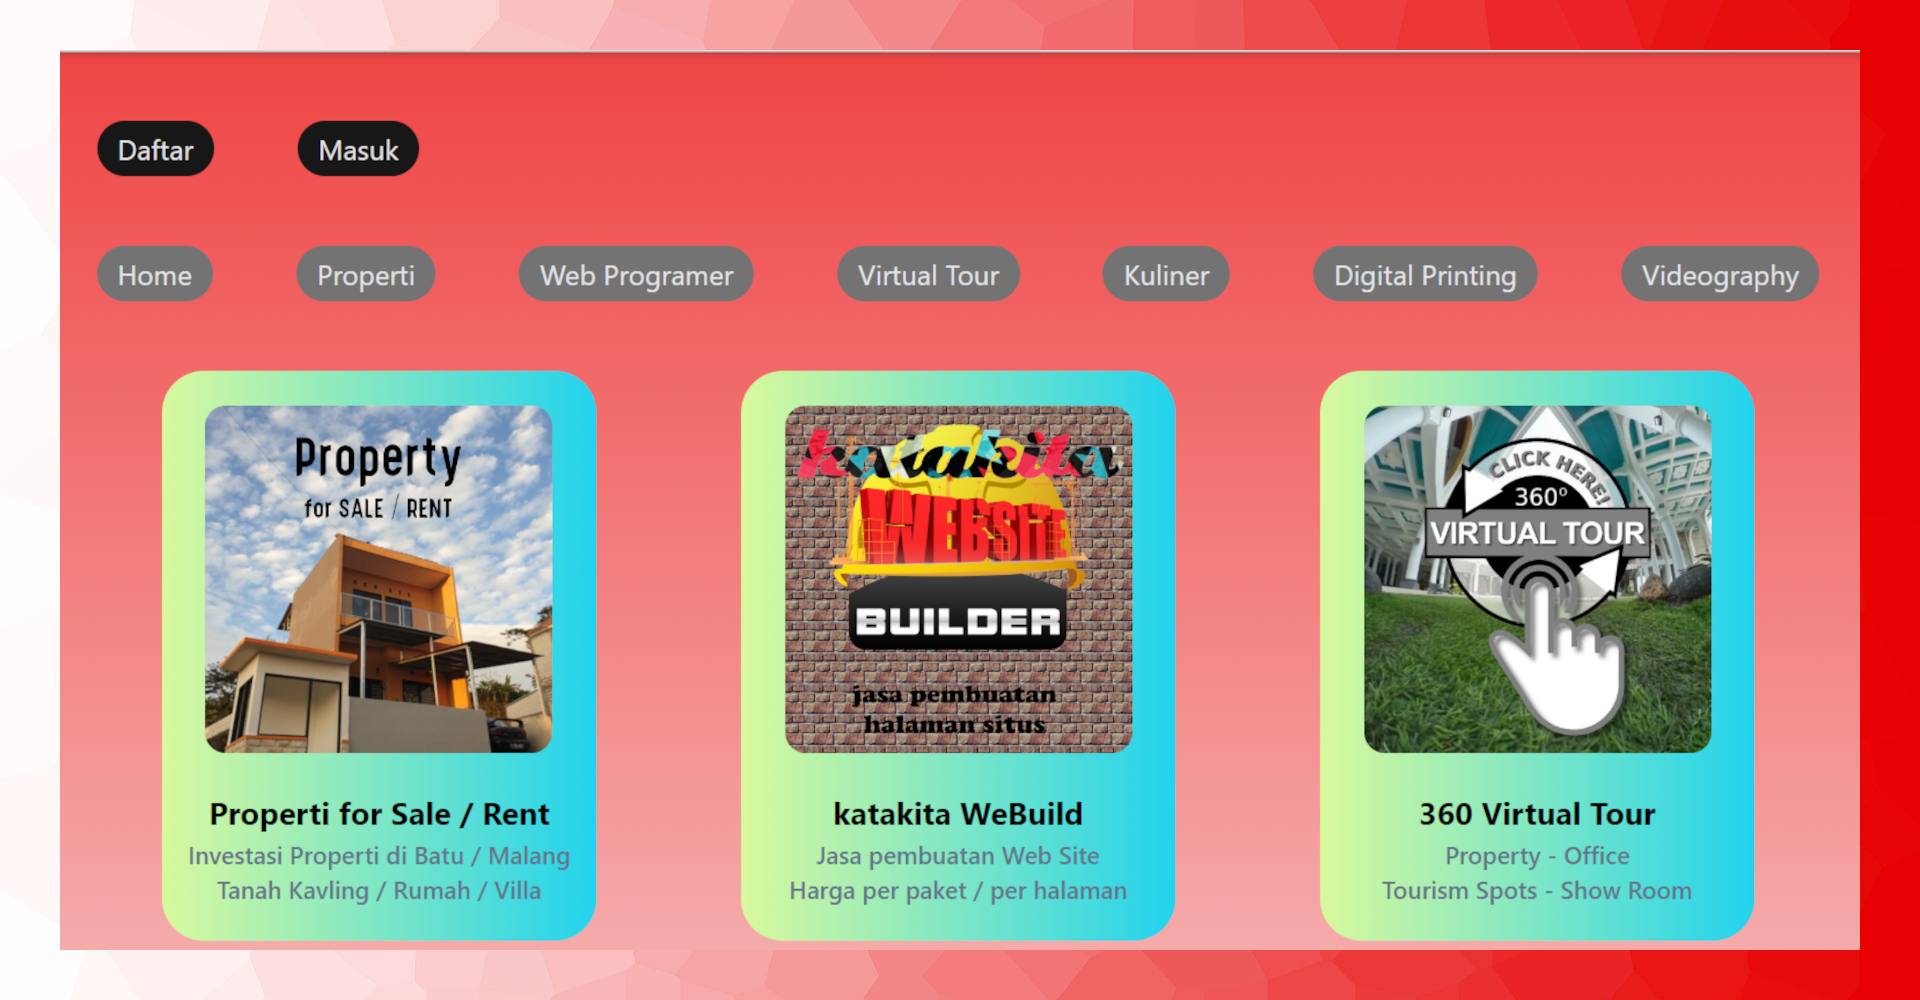 Daftar
Masuk
Home
Properti
Web Programer
Virtual Tour
Kuliner
Digital Printing
Videography
Property
for SALE / RENT
Properti for Sale / Rent
Investasi Properti di Batu / Malang
Tanah Kavling / Rumah / Villa
katakita
WEBSITE
BUILDER
jasa pembuatan
halaman situs
katakita WeBuild
Jasa pembuatan Web Site
Harga per paket / per halaman
CLICK HERE!
360°
VIRTUAL TOUR
360 Virtual Tour
Property - Office
Tourism Spots - Show Room